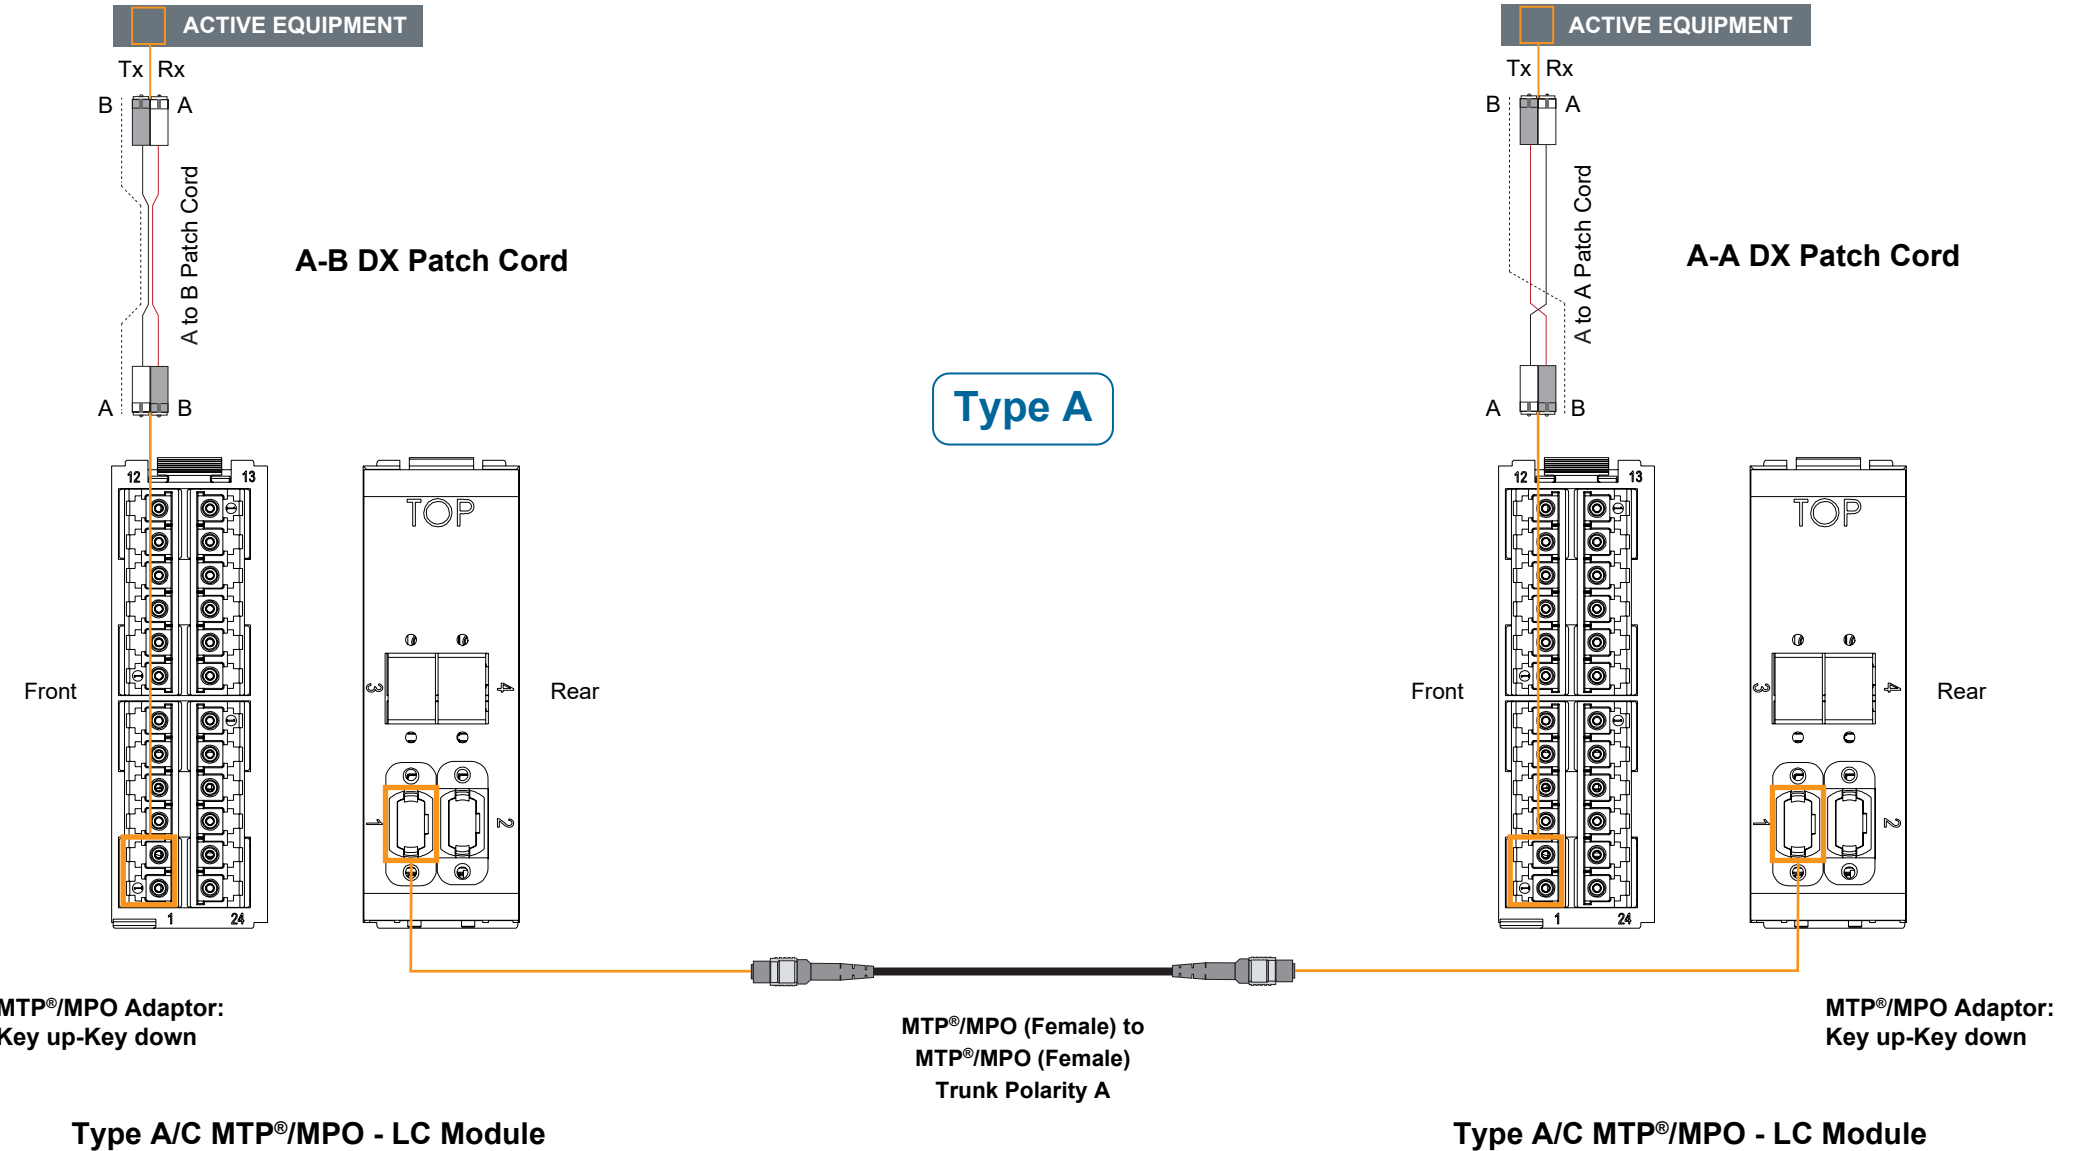 ACTIVE EQUIPMENT
Tx Rx
B A
A to B Patch Cord
A-B DX Patch Cord
A B
12 13
TOP
Front
3 4
Rear
1 2
1 24
MTP®/MPO Adaptor:
Key up-Key down
Type A/C MTP®/MPO - LC Module
Type A
MTP®/MPO (Female) to
MTP®/MPO (Female)
Trunk Polarity A
ACTIVE EQUIPMENT
Tx Rx
B A
A to A Patch Cord
A-A DX Patch Cord
A B
12 13
TOP
Front
3 4
Rear
1 2
1 24
MTP®/MPO Adaptor:
Key up-Key down
Type A/C MTP®/MPO - LC Module